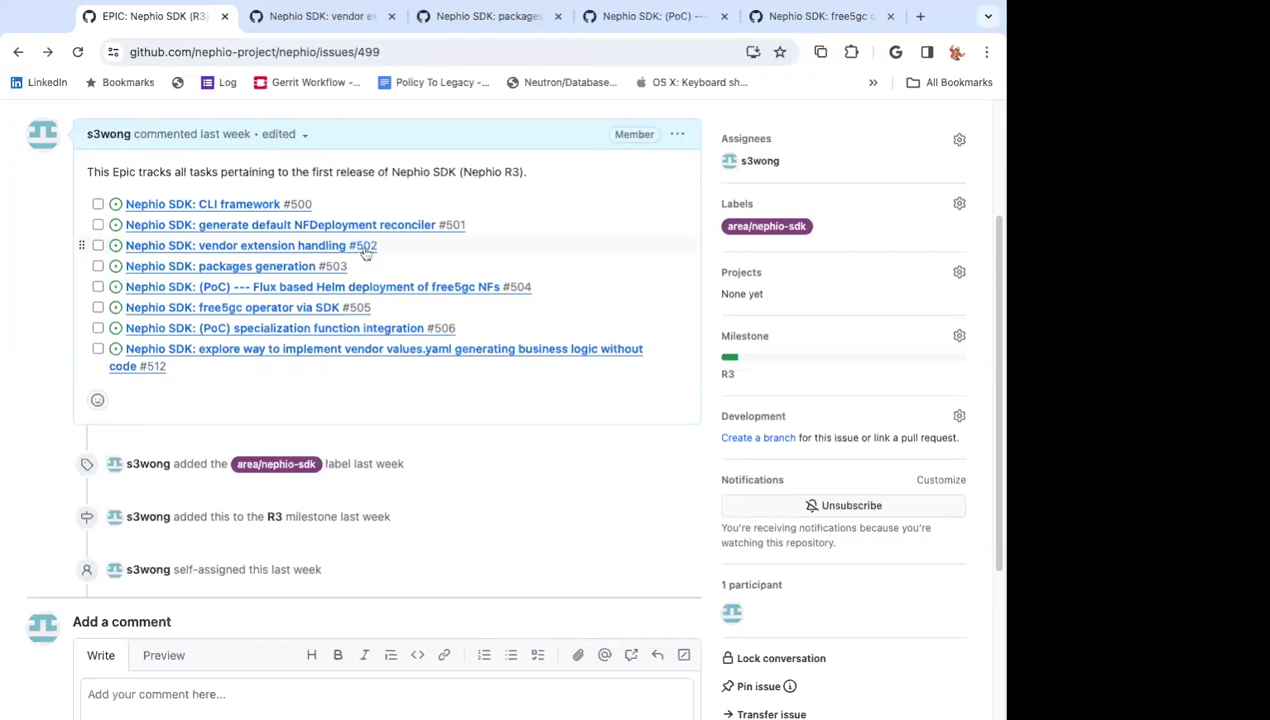 EPIC: Nephio SDK (R3)
Nephio SDK: vendor ex
Nephio SDK: packages
Nephio SDK: (PoC) ---
Nephio SDK: free5gc
github.com/nephio-project/nephio/issues/499
LinkedIn
Bookmarks
Log
Gerrit Workflow -...
Policy To Legacy -...
Neutron/Database...
OS X: Keyboard sh...
All Bookmarks
s3wong commented last week • edited
Member
This Epic tracks all tasks pertaining to the first release of Nephio SDK (Nephio R3).
Nephio SDK: CLI framework #500
Nephio SDK: generate default NFDeployment reconciler #501
Nephio SDK: vendor extension handling #502
Nephio SDK: packages generation #503
Nephio SDK: (PoC) --- Flux based Helm deployment of free5gc NFs #504
Nephio SDK: free5gc operator via SDK #505
Nephio SDK: (PoC) specialization function integration #506
Nephio SDK: explore way to implement vendor values.yaml generating business logic without
code #512
s3wong added the area/nephio-sdk label last week
s3wong added this to the R3 milestone last week
s3wong self-assigned this last week
Add a comment
Write
Preview
Add your comment here...
Assignees
s3wong
Labels
area/nephio-sdk
Projects
None yet
Milestone
R3
Development
Create a branch for this issue or link a pull request.
Notifications
Customize
Unsubscribe
You're receiving notifications because you're
watching this repository.
1 participant
Lock conversation
Pin issue
Transfer issue